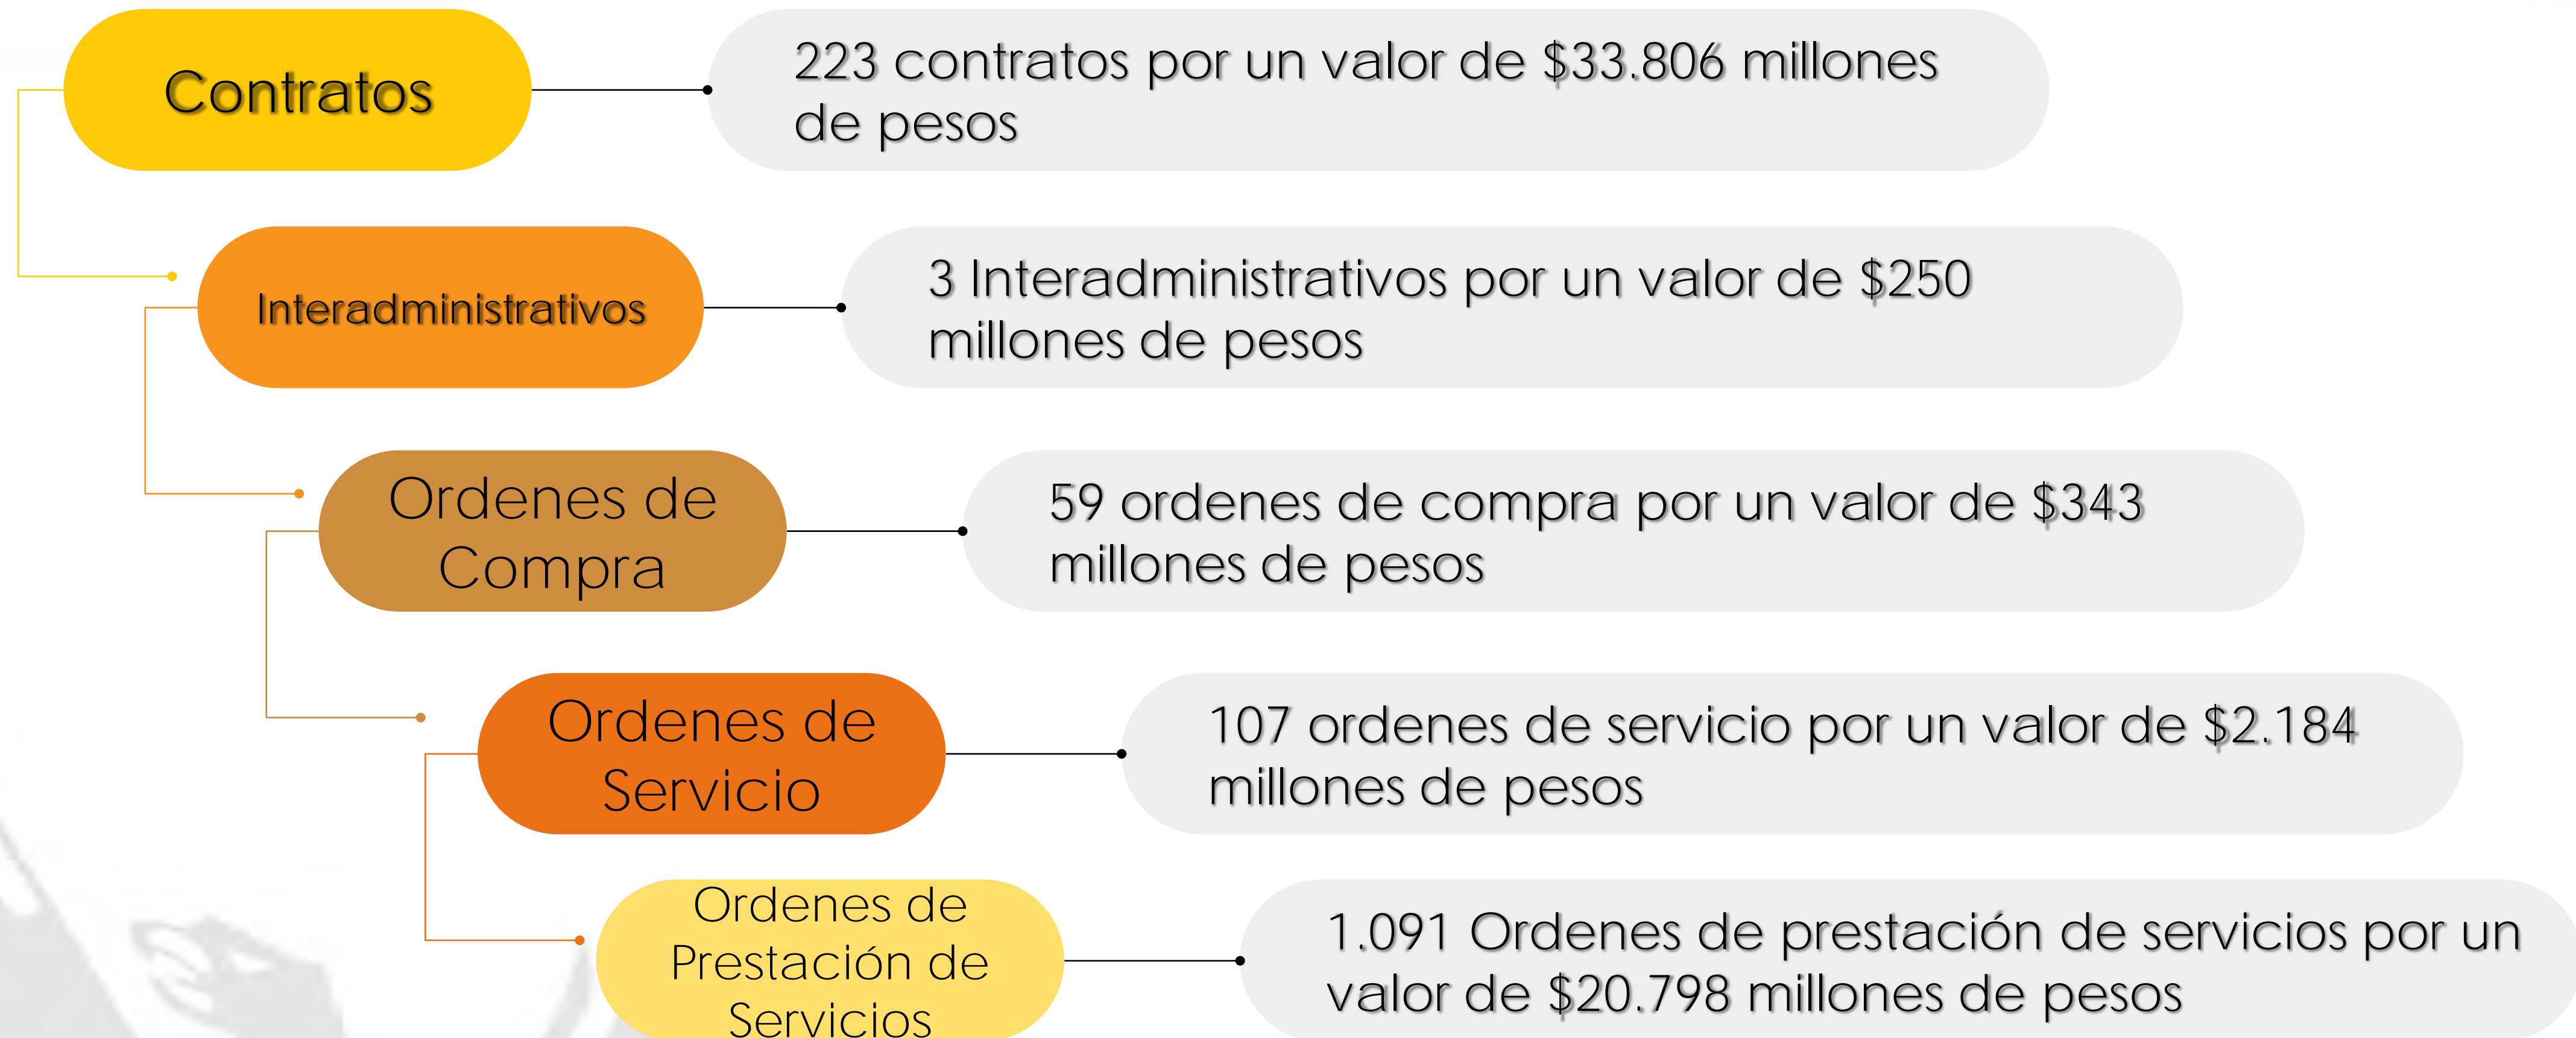 Contratos
223 contratos por un valor de $33.806 millones
de pesos
Interadministrativos
3 Interadministrativos por un valor de $250
millones de pesos
Ordenes de
Compra
59 ordenes de compra por un valor de $343
millones de pesos
Ordenes de
Servicio
107 ordenes de servicio por un valor de $2.184
millones de pesos
Ordenes de
Prestación de
Servicios
1.091 Ordenes de prestación de servicios por un
valor de $20.798 millones de pesos